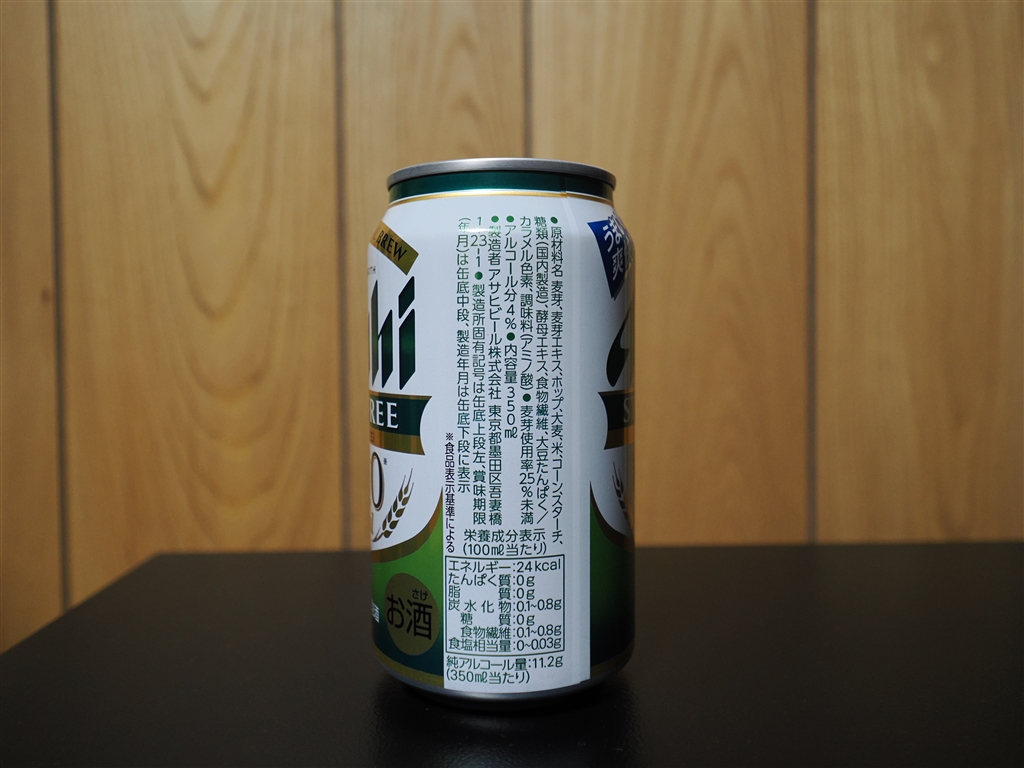 BREW
hi
REE
0
さけ
お酒
●原材料名 麦芽、麦芽エキス、ホップ、大麦、米、コーン、スターチ、
糖類(国内製造)、酵母エキス、食物繊維、大豆たんぱく/
カラメル色素、調味料(アミノ酸)●麦芽使用率25%未満
●アルコール分4%●内容量350㎖
●製造者 アサヒビール株式会社 東京都墨田区吾妻橋
1-23-1●製造所固有記号は缶底上段左、賞味期限
(年月)は缶底中段、製造年月は缶底下段に表示
※食品表示基準による
栄養成分表示
(100㎖当たり)
エネルギー:24kcal
たんぱく質:0g
脂質:0g
炭水化物:0.1~0.8g
糖質:0g
食物繊維:0.1~0.8g
食塩相当量:0~0.03g
純アルコール量:11.2g
(350㎖当たり)
うま
爽
S